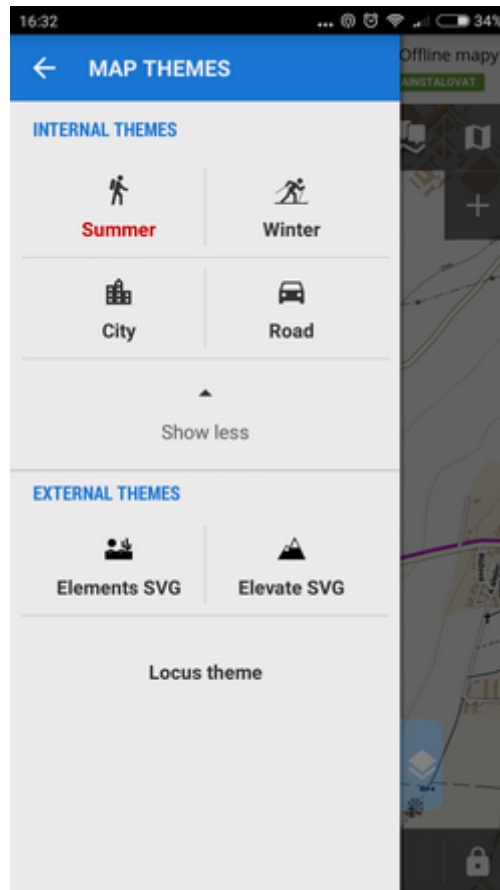 16:32
... 34%
MAP THEMES
Offline mapy
AINSTALOVAT
INTERNAL THEMES
Summer Winter
City Road
Show less
EXTERNAL THEMES
Elements SVG Elevate SVG
Locus theme